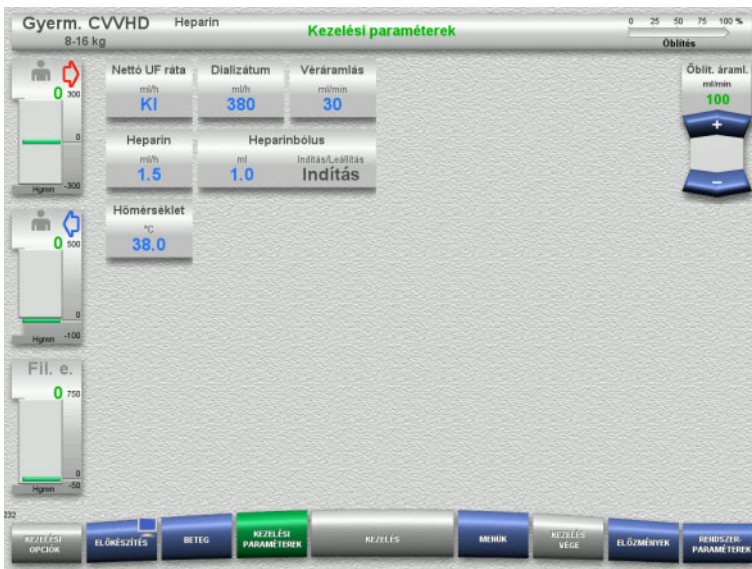 Gyerm. CVVHD Heparin
8-16 kg
Kezelési paraméterek
0 25 50 75 100 %
Öblítés
0 300
0
-300
Hgmm
Nettó UF ráta
ml/h
KI
Dializátum
ml/h
380
Véráramlás
ml/min
30
Öblít. áraml.
ml/min
100
+
−
Heparin
ml/h
1.5
Heparinbólus
ml Indítás/Leállítás
1.0 Indítás
Hőmérséklet
°C
38.0
0 500
0
-100
Hgmm
Fil. e.
0 750
0
-50
Hgmm
232
KEZELÉSI
OPCIÓK
ELŐKÉSZÍTÉS
BETEG
KEZELÉSI
PARAMÉTEREK
KEZELÉS
MENÜK
KEZELÉS
VÉGE
ELŐZMÉNYEK
RENDSZER-
PARAMÉTEREK